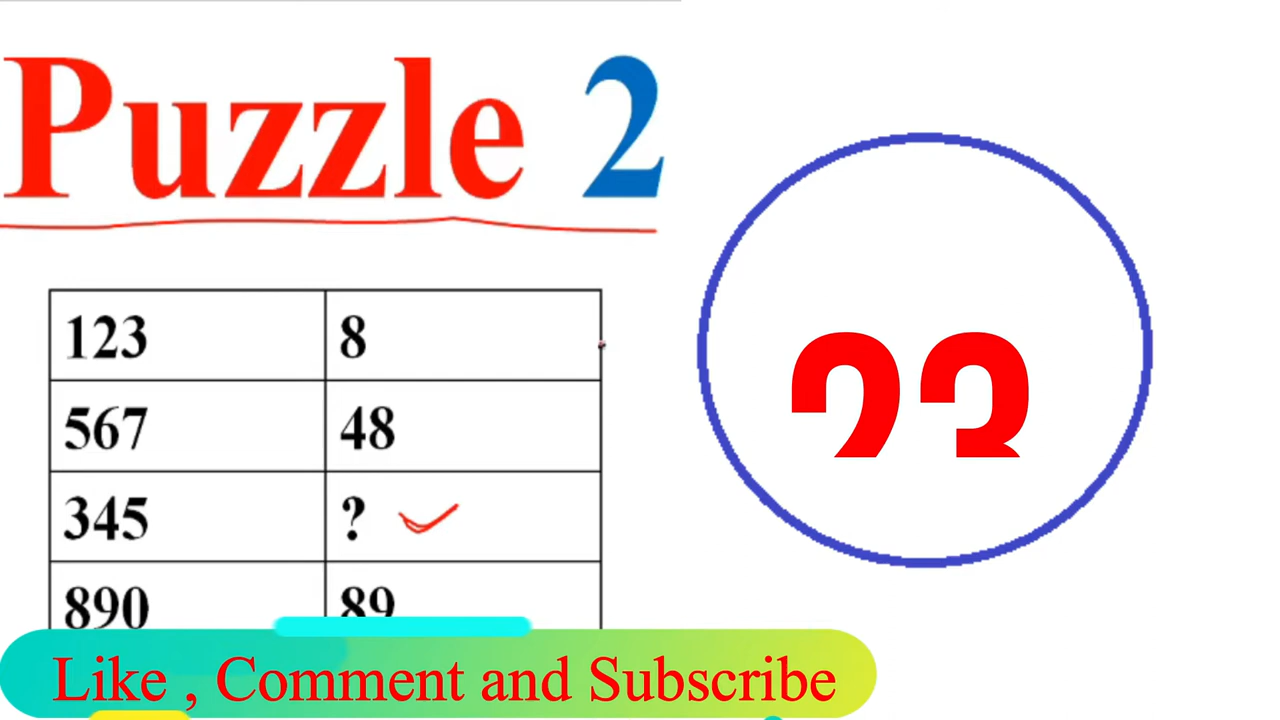 Puzzle 2
123 8
567 48
345 ?
890 89
Like , Comment and Subscribe